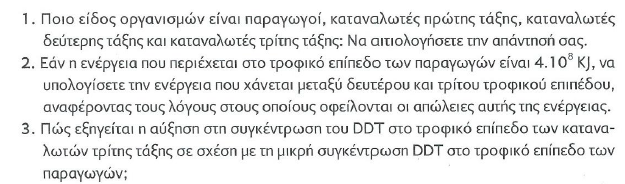 1. Ποιο είδος οργανισμών είναι παραγωγοί, καταναλωτές πρώτης τάξης, καταναλωτές
δεύτερης τάξης και καταναλωτές τρίτης τάξης: Να αιτιολογήσετε την απάντησή σας.
2. Εάν η ενέργεια που περιέχεται στο τροφικό επίπεδο των παραγωγών είναι 4.10⁸ KJ, να
υπολογίσετε την ενέργεια που χάνεται μεταξύ δευτέρου και τρίτου τροφικού επιπέδου,
αναφέροντας τους λόγους στους οποίους οφείλονται οι απώλειες αυτής της ενέργειας.
3. Πώς εξηγείται η αύξηση στη συγκέντρωση του DDT στο τροφικό επίπεδο των κατανα-
λωτών τρίτης τάξης σε σχέση με τη μικρή συγκέντρωση DDT στο τροφικό επίπεδο των
παραγωγών;